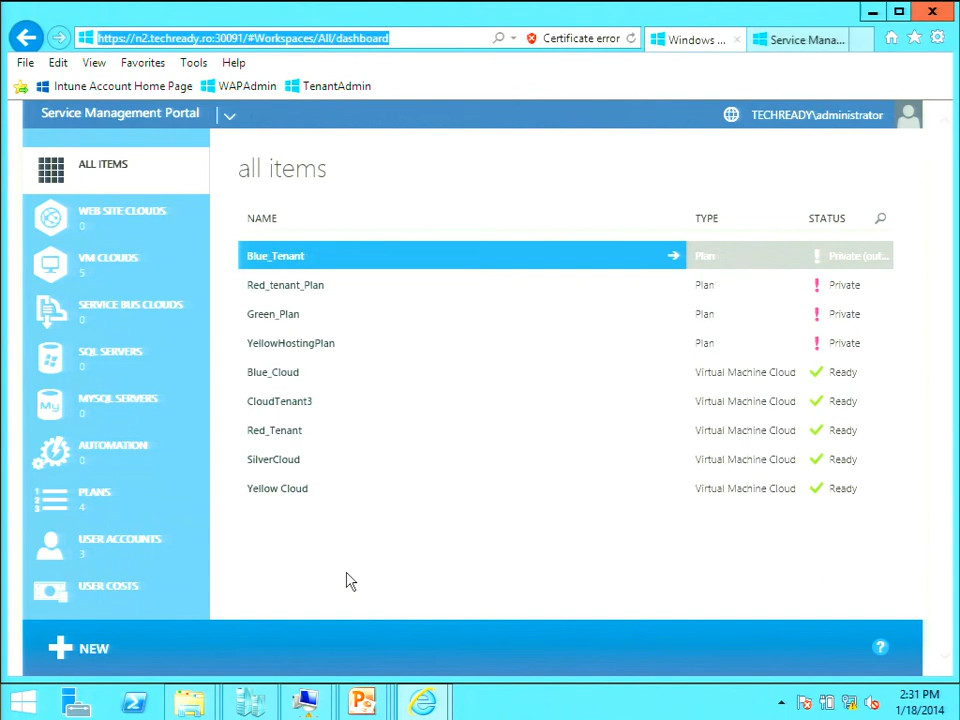 https://n2.techready.ro:30091/#Workspaces/All/dashboard
Certificate error
Windows ...
Service Mana...
File Edit View Favorites Tools Help
Intune Account Home Page WAPAdmin TenantAdmin
Service Management Portal
TECHREADY\administrator
ALL ITEMS
WEB SITE CLOUDS
0
VM CLOUDS
5
SERVICE BUS CLOUDS
0
SQL SERVERS
0
MYSQL SERVERS
0
AUTOMATION
0
PLANS
4
USER ACCOUNTS
3
USER COSTS
all items
NAME TYPE STATUS
Blue_Tenant Plan Private (out...
Red_tenant_Plan Plan Private
Green_Plan Plan Private
YellowHostingPlan Plan Private
Blue_Cloud Virtual Machine Cloud Ready
CloudTenant3 Virtual Machine Cloud Ready
Red_Tenant Virtual Machine Cloud Ready
SilverCloud Virtual Machine Cloud Ready
Yellow Cloud Virtual Machine Cloud Ready
NEW
?
2:31 PM
1/18/2014